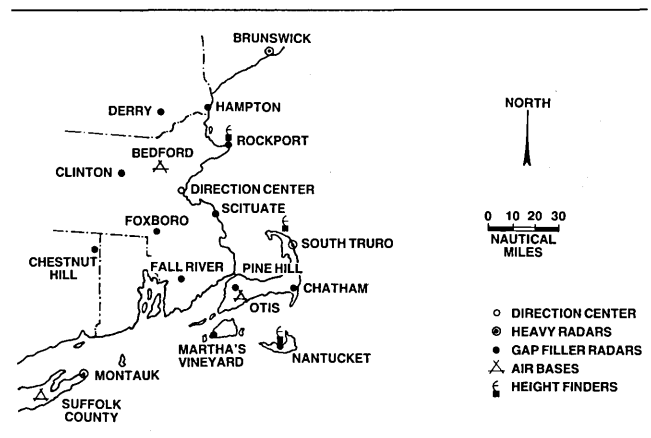 BRUNSWICK
NORTH
DERRY
HAMPTON
ROCKPORT
BEDFORD
CLINTON
DIRECTION CENTER
SCITUATE
FOXBORO
0 10 20 30
NAUTICAL
MILES
SOUTH TRURO
CHESTNUT
HILL
FALL RIVER
PINE HILL
CHATHAM
OTIS
MARTHA'S
VINEYARD
NANTUCKET
MONTAUK
SUFFOLK
COUNTY
DIRECTION CENTER
HEAVY RADARS
GAP FILLER RADARS
AIR BASES
HEIGHT FINDERS